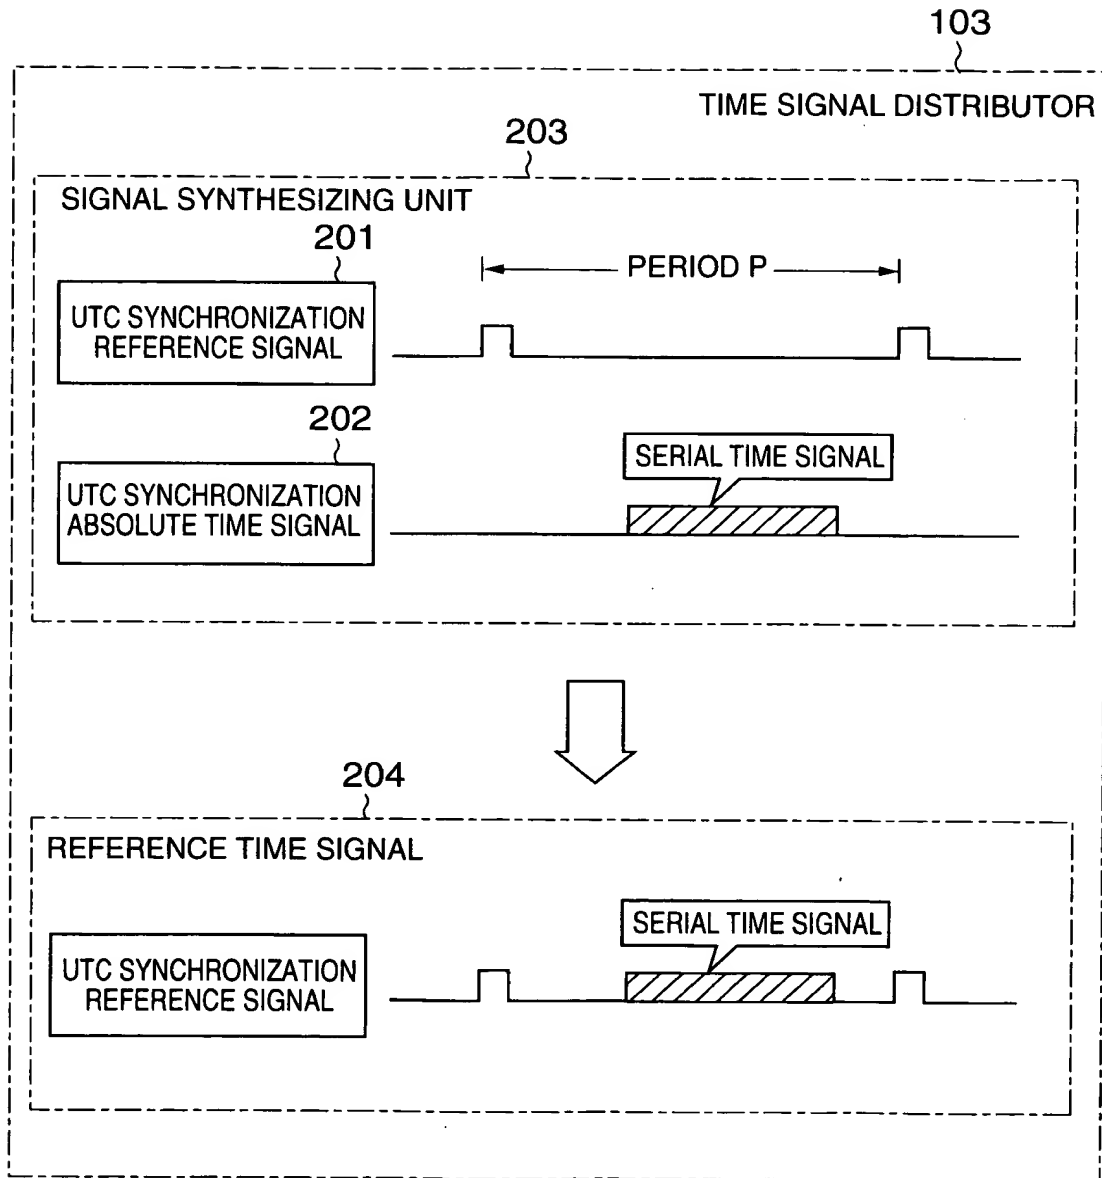 103
TIME SIGNAL DISTRIBUTOR
203
SIGNAL SYNTHESIZING UNIT
201
PERIOD P
UTC SYNCHRONIZATION
REFERENCE SIGNAL
202
SERIAL TIME SIGNAL
UTC SYNCHRONIZATION
ABSOLUTE TIME SIGNAL
204
REFERENCE TIME SIGNAL
SERIAL TIME SIGNAL
UTC SYNCHRONIZATION
REFERENCE SIGNAL